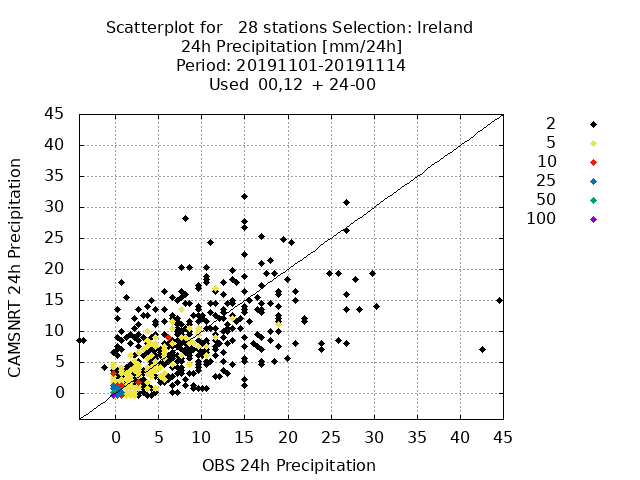 Scatterplot for   28 stations Selection: Ireland
24h Precipitation [mm/24h]
Period: 20191101-20191114
Used  00,12  + 24-00
45
40
35
30
25
20
15
10
5
0
CAMSNRT 24h Precipitation
0 5 10 15 20 25 30 35 40 45
OBS 24h Precipitation
2
5
10
25
50
100